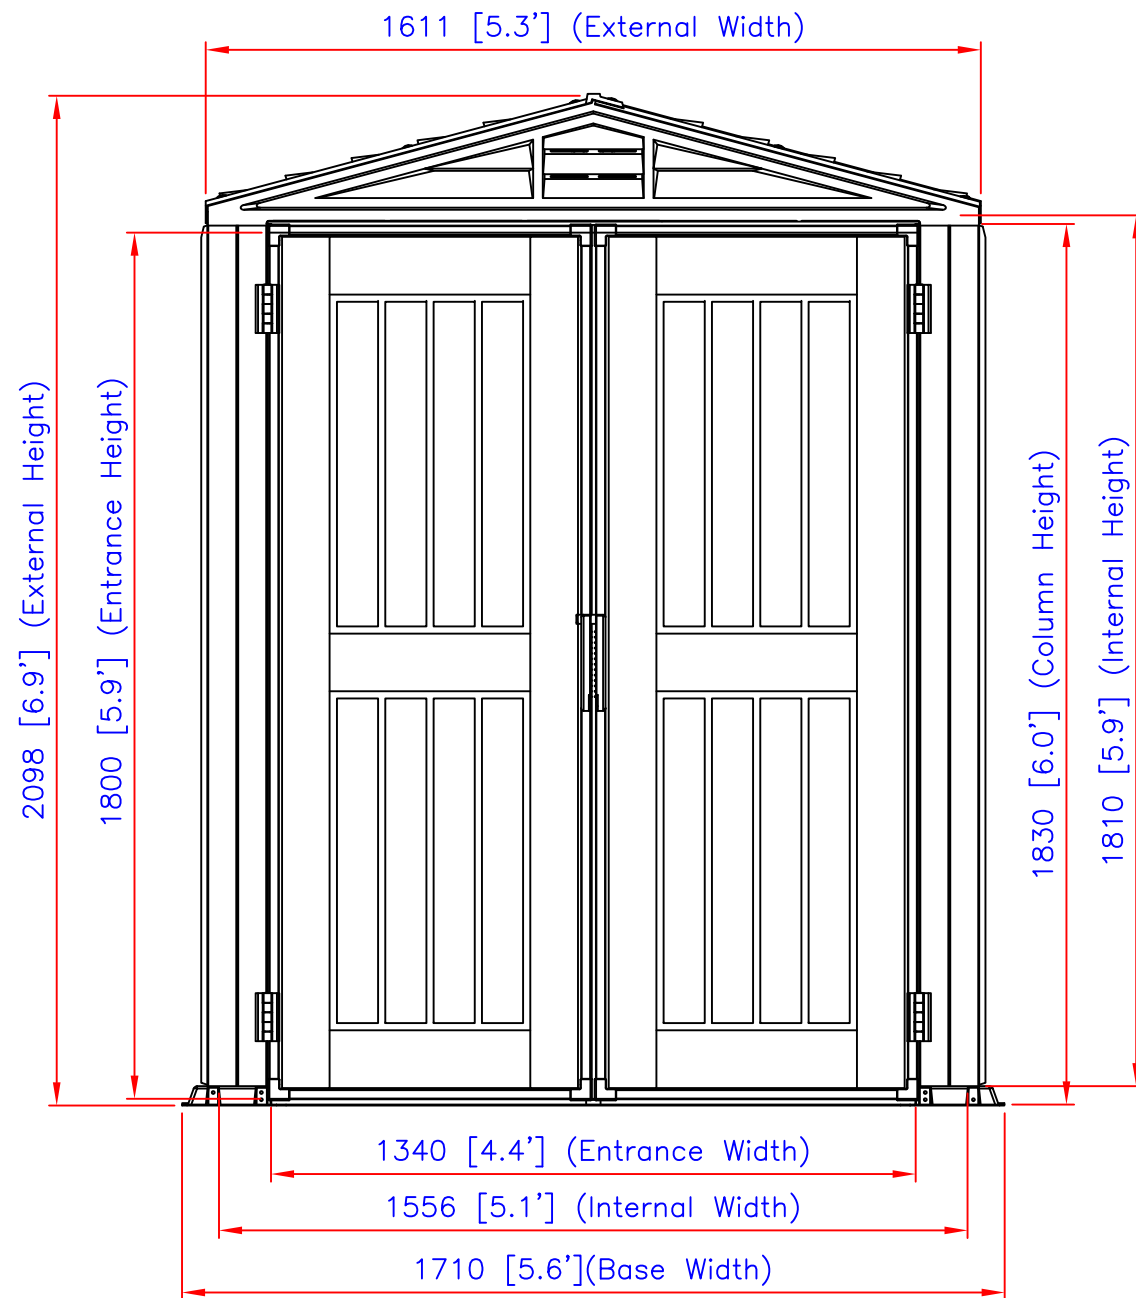 1611 [5.3'] (External Width)
2098 [6.9'] (External Height)
1800 [5.9'] (Entrance Height)
1830 [6.0'] (Column Height)
1810 [5.9'] (Internal Height)
1340 [4.4'] (Entrance Width)
1556 [5.1'] (Internal Width)
1710 [5.6'](Base Width)